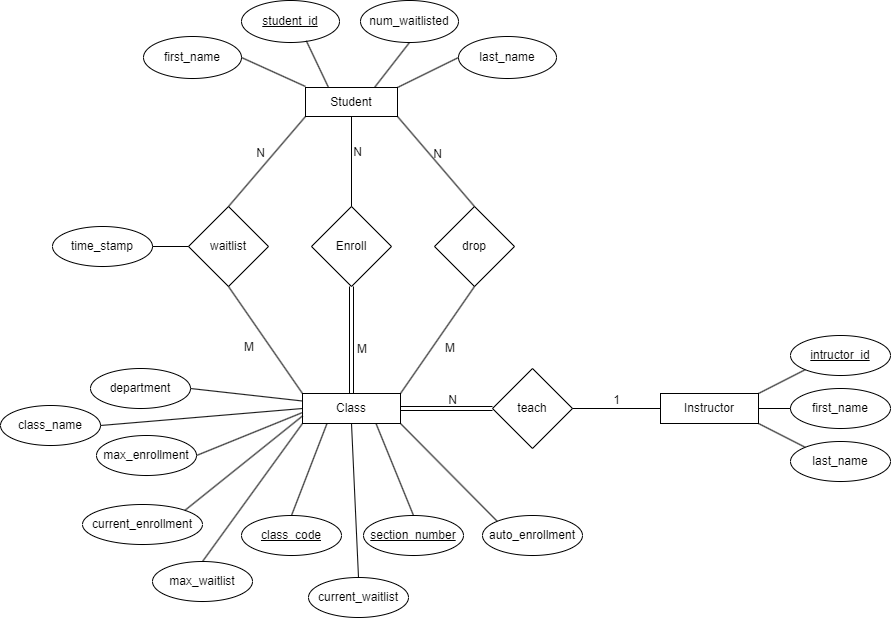 student_id
num_waitlisted
first_name
last_name
Student
N
N
N
time_stamp
waitlist
Enroll
drop
M
M
M
intructor_id
department
class_name
Class
N
teach
1
Instructor
first_name
max_enrollment
last_name
current_enrollment
class_code
section_number
auto_enrollment
max_waitlist
current_waitlist